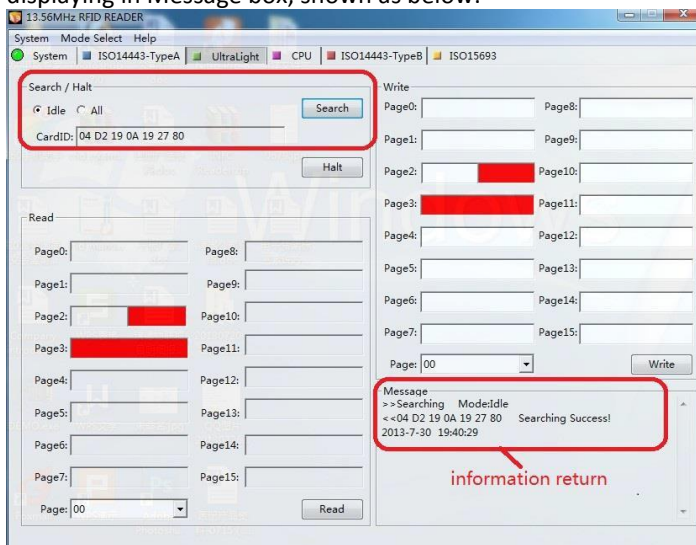 displaying in Message box, shown as below:
13.56MHz RFID READER
System Mode Select Help
System ISO14443-TypeA UltraLight CPU ISO14443-TypeB ISO15693
Search / Halt
Idle All Search
CardID: 04 D2 19 0A 19 27 80
Halt
Read
Page0: Page8:
Page1: Page9:
Page2: Page10:
Page3: Page11:
Page4: Page12:
Page5: Page13:
Page6: Page14:
Page7: Page15:
Page: 00 Read
Write
Page0: Page8:
Page1: Page9:
Page2: Page10:
Page3: Page11:
Page4: Page12:
Page5: Page13:
Page6: Page14:
Page7: Page15:
Page: 00 Write
Message
>>Searching Mode:Idle
<<04 D2 19 0A 19 27 80 Searching Success!
2013-7-30 19:40:29
information return